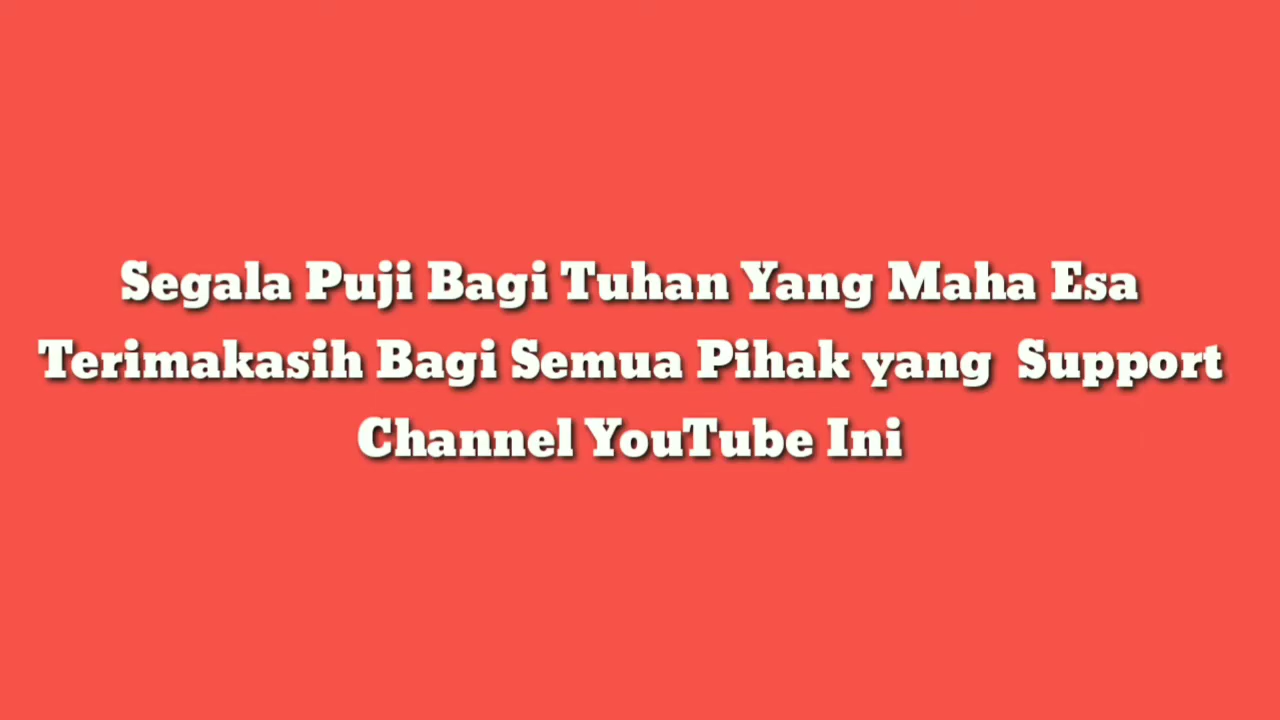 Segala Puji Bagi Tuhan Yang Maha Esa
Terimakasih Bagi Semua Pihak yang  Support
Channel YouTube Ini